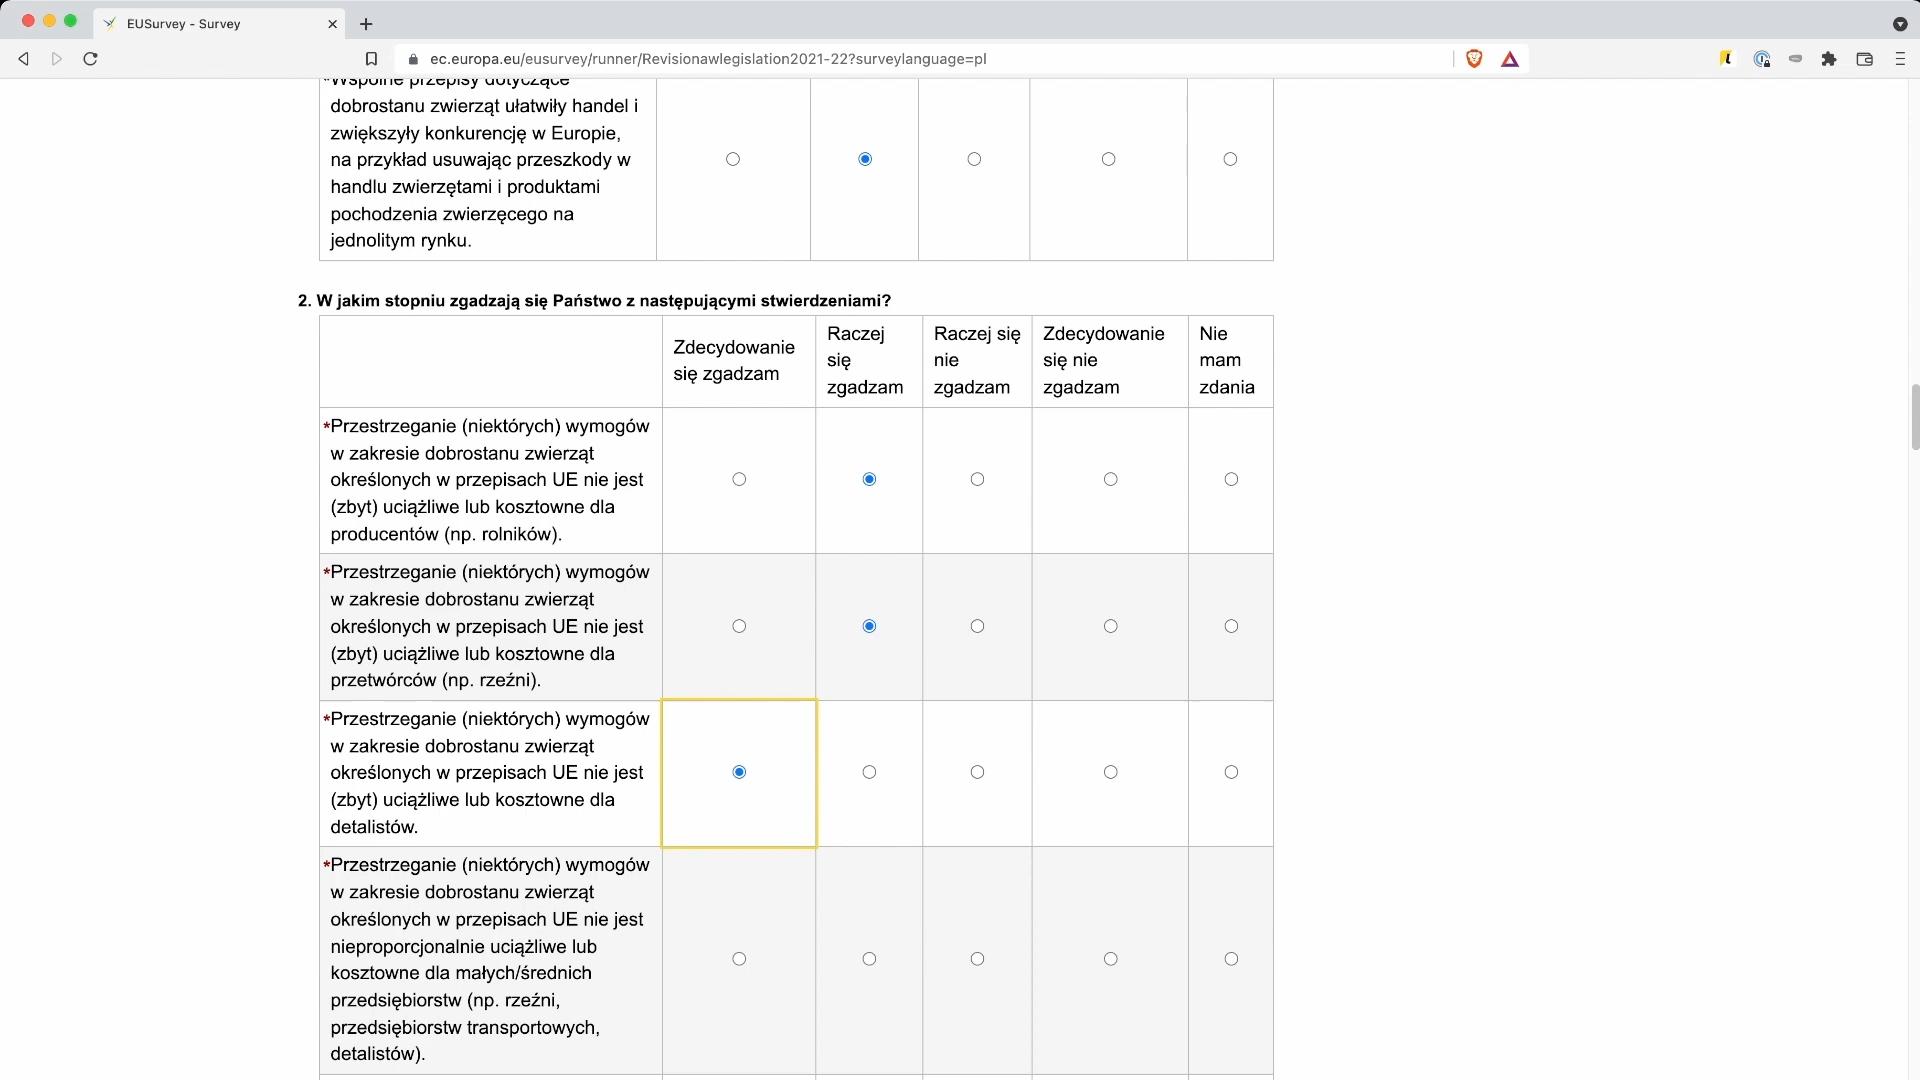 EUSurvey - Survey
ec.europa.eu/eusurvey/runner/Revisionawlegislation2021-22?surveylanguage=pl
*Wspólne przepisy dotyczące
dobrostanu zwierząt ułatwiły handel i
zwiększyły konkurencję w Europie,
na przykład usuwając przeszkody w
handlu zwierzętami i produktami
pochodzenia zwierzęcego na
jednolitym rynku.
2. W jakim stopniu zgadzają się Państwo z następującymi stwierdzeniami?
Zdecydowanie
się zgadzam
Raczej
się
zgadzam
Raczej się
nie
zgadzam
Zdecydowanie
się nie
zgadzam
Nie
mam
zdania
*Przestrzeganie (niektórych) wymogów
w zakresie dobrostanu zwierząt
określonych w przepisach UE nie jest
(zbyt) uciążliwe lub kosztowne dla
producentów (np. rolników).
*Przestrzeganie (niektórych) wymogów
w zakresie dobrostanu zwierząt
określonych w przepisach UE nie jest
(zbyt) uciążliwe lub kosztowne dla
przetwórców (np. rzeźni).
*Przestrzeganie (niektórych) wymogów
w zakresie dobrostanu zwierząt
określonych w przepisach UE nie jest
(zbyt) uciążliwe lub kosztowne dla
detalistów.
*Przestrzeganie (niektórych) wymogów
w zakresie dobrostanu zwierząt
określonych w przepisach UE nie jest
nieproporcjonalnie uciążliwe lub
kosztowne dla małych/średnich
przedsiębiorstw (np. rzeźni,
przedsiębiorstw transportowych,
detalistów).